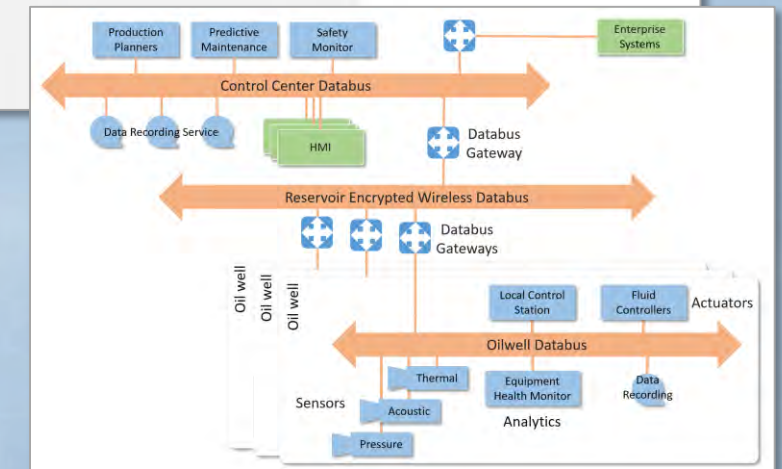 Production
Planners
Predictive
Maintenance
Safety
Monitor
Enterprise
Systems
Control Center Databus
Data Recording Service
HMI
Databus
Gateway
Reservoir Encrypted Wireless Databus
Databus
Gateways
Oil well
Oil well
Oil well
Local Control
Station
Fluid
Controllers
Actuators
Oilwell Databus
Sensors
Thermal
Acoustic
Pressure
Equipment
Health Monitor
Analytics
Data
Recording